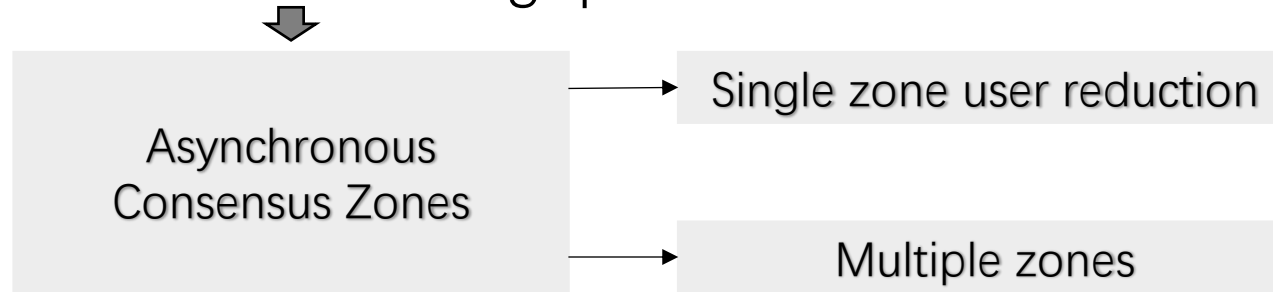 Single zone user reduction
Asynchronous
Consensus Zones
Multiple zones